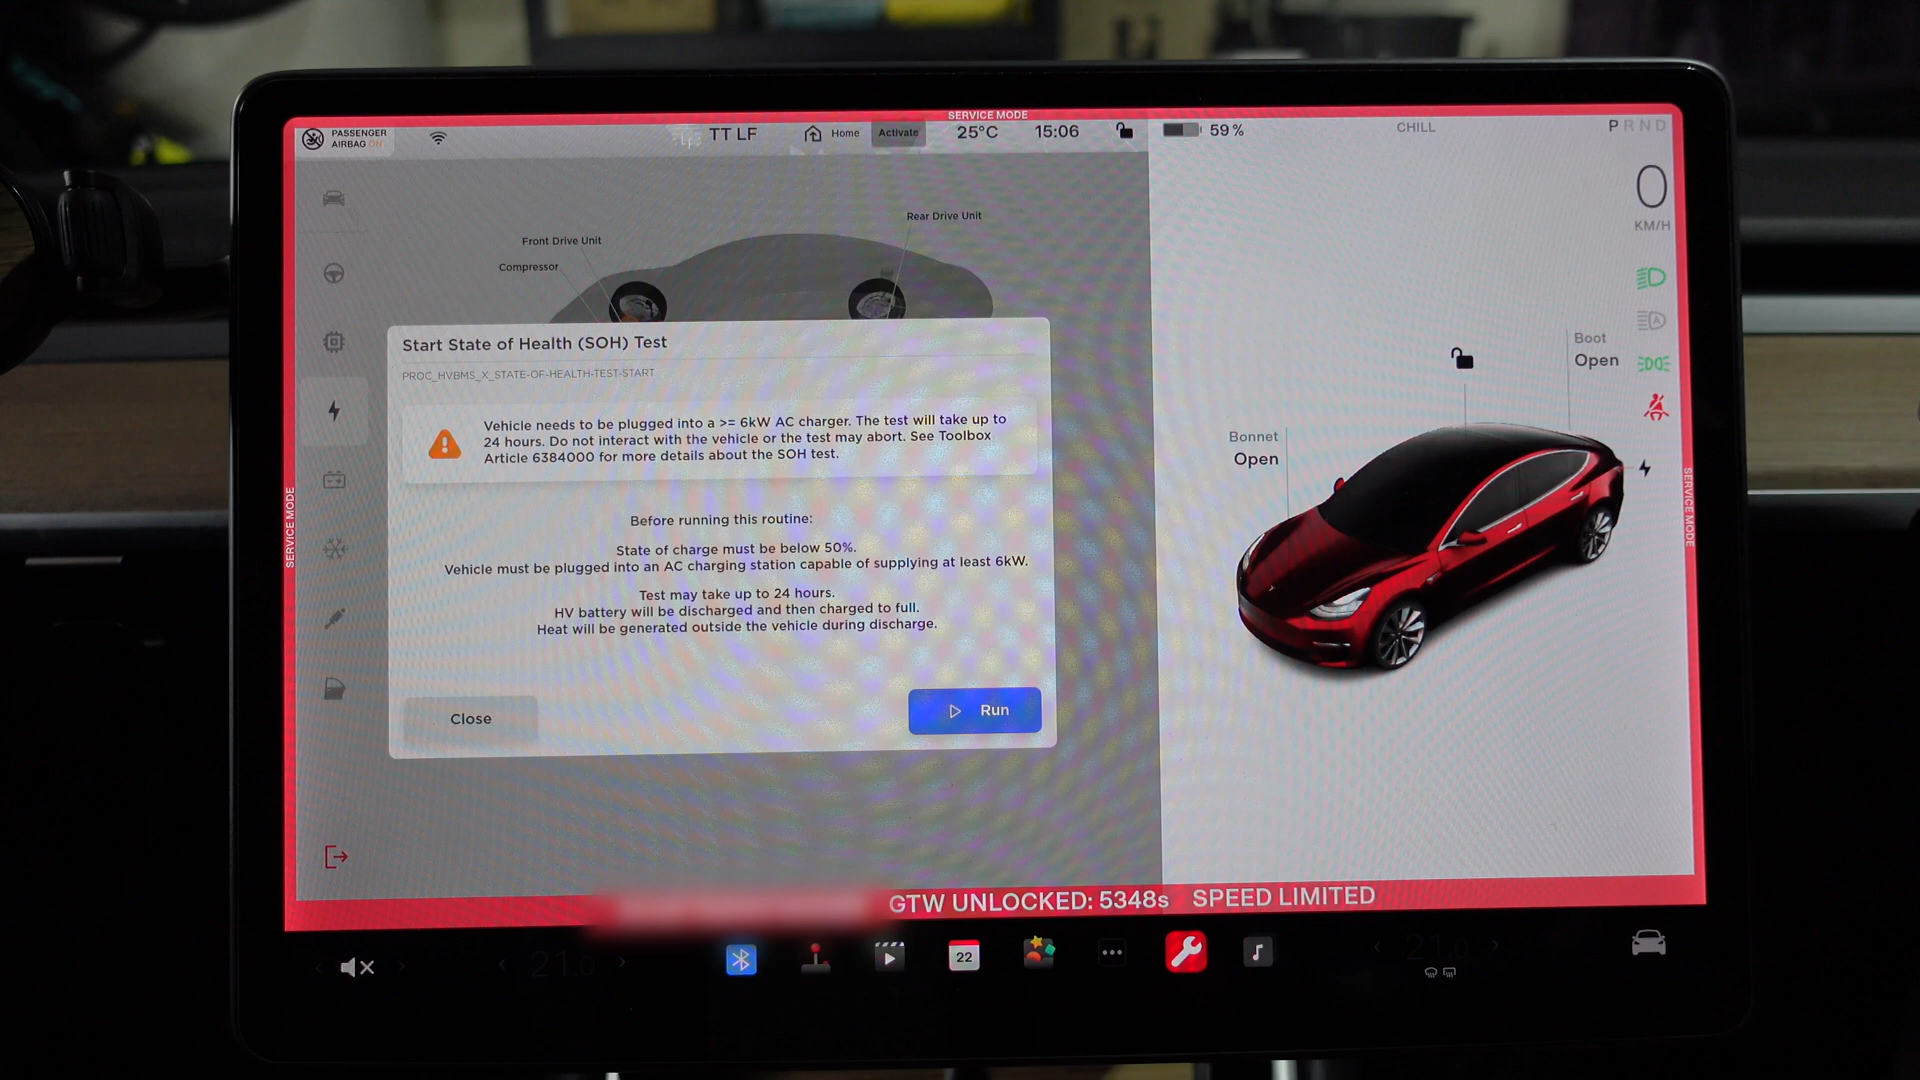 SERVICE MODE
PASSENGER
AIRBAG ON
TT LF
Home
Activate
25°C
15:06
59 %
CHILL
P R N D
0
KM/H
Rear Drive Unit
Front Drive Unit
Compressor
Boot
Open
Bonnet
Open
Start State of Health (SOH) Test
PROC_HVBMS_X_STATE-OF-HEALTH-TEST-START
Vehicle needs to be plugged into a >= 6kW AC charger. The test will take up to
24 hours. Do not interact with the vehicle or the test may abort. See Toolbox
Article 6384000 for more details about the SOH test.
Before running this routine:
State of charge must be below 50%.
Vehicle must be plugged into an AC charging station capable of supplying at least 6kW.
Test may take up to 24 hours.
HV battery will be discharged and then charged to full.
Heat will be generated outside the vehicle during discharge.
Close
Run
SERVICE MODE
SERVICE MODE
GTW UNLOCKED: 5348s SPEED LIMITED
21.0
22
21.0